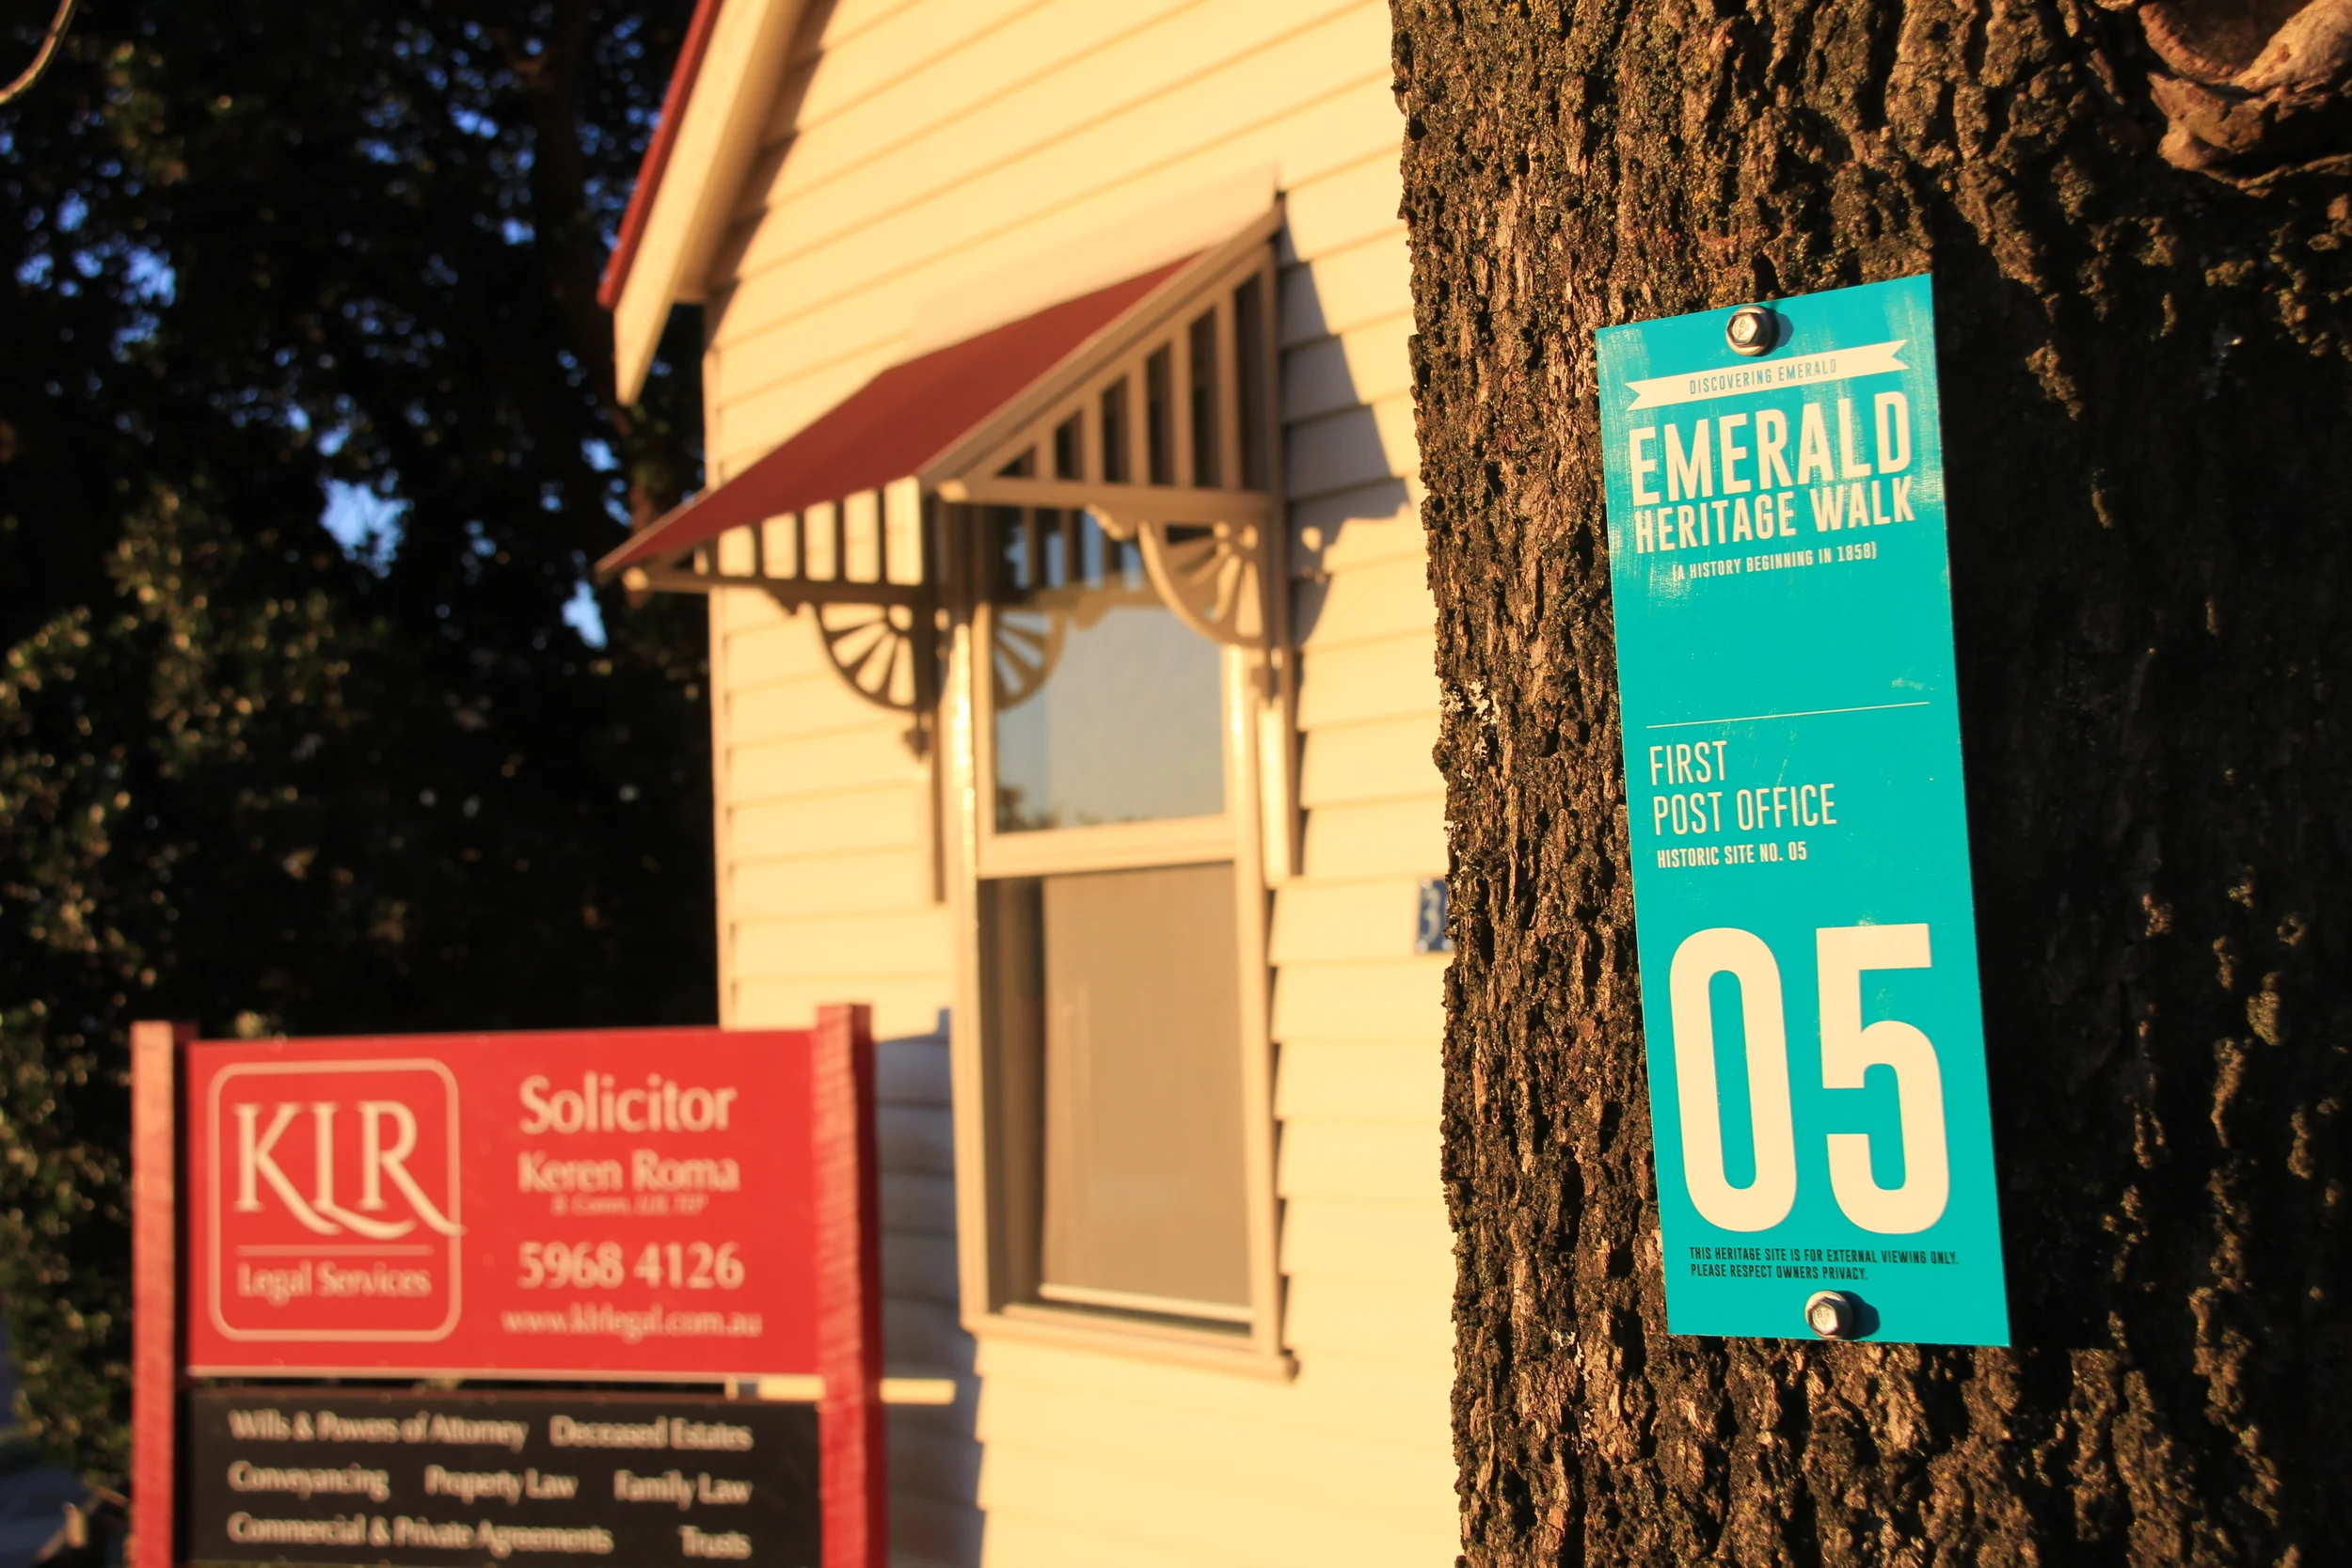 KLR
Legal Services
Solicitor
Keren Roma
5968 4126
www.klrlegal.com.au
Wills & Powers of Attorney Deceased Estates
Conveyancing Property Law Family Law
Commercial & Private Agreements Trusts
DISCOVERING EMERALD
EMERALD
HERITAGE WALK
(A HISTORY BEGINNING IN 1858)
FIRST
POST OFFICE
HISTORIC SITE NO. 05
05
THIS HERITAGE SITE IS FOR EXTERNAL VIEWING ONLY.
PLEASE RESPECT OWNERS PRIVACY.